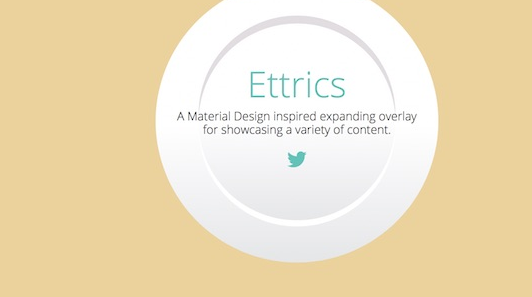 Ettrics
A Material Design inspired expanding overlay
for showcasing a variety of content.